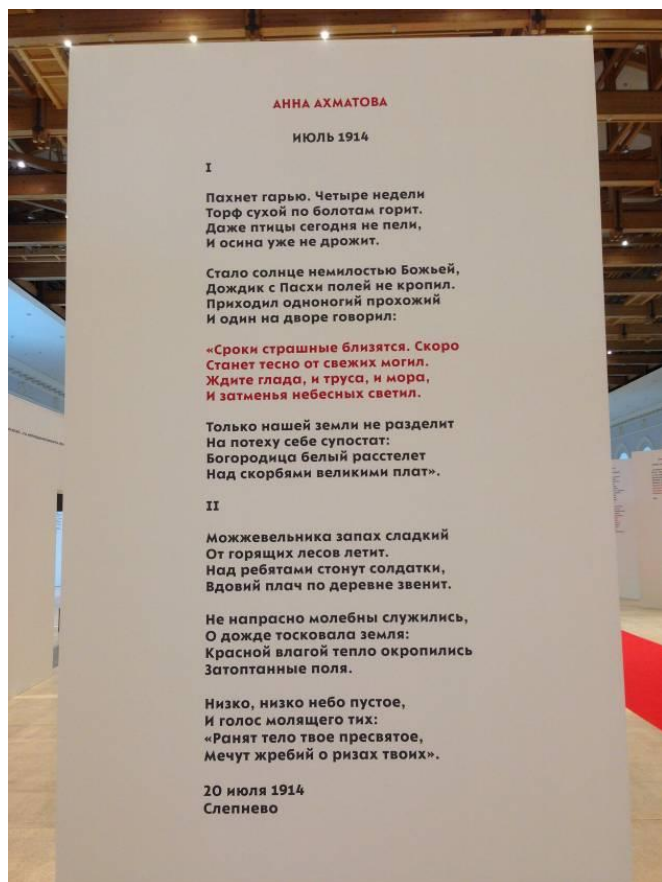 АННА АХМАТОВА
ИЮЛЬ 1914
I
Пахнет гарью. Четыре недели
Торф сухой по болотам горит.
Даже птицы сегодня не пели,
И осина уже не дрожит.
Стало солнце немилостью Божьей,
Дождик с Пасхи полей не кропил.
Приходил одноногий прохожий
И один на дворе говорил:
«Сроки страшные близятся. Скоро
Станет тесно от свежих могил.
Ждите глада, и труса, и мора,
И затменья небесных светил.
Только нашей земли не разделит
На потеху себе супостат:
Богородица белый расстелет
Над скорбями великими плат».
II
Можжевельника запах сладкий
От горящих лесов летит.
Над ребятами стонут солдатки,
Вдовий плач по деревне звенит.
Не напрасно молебны служились,
О дожде тосковала земля:
Красной влагой тепло окропились
Затоптанные поля.
Низко, низко небо пустое,
И голос молящего тих:
«Ранят тело твое пресвятое,
Мечут жребий о ризах твоих».
20 июля 1914
Слепнево